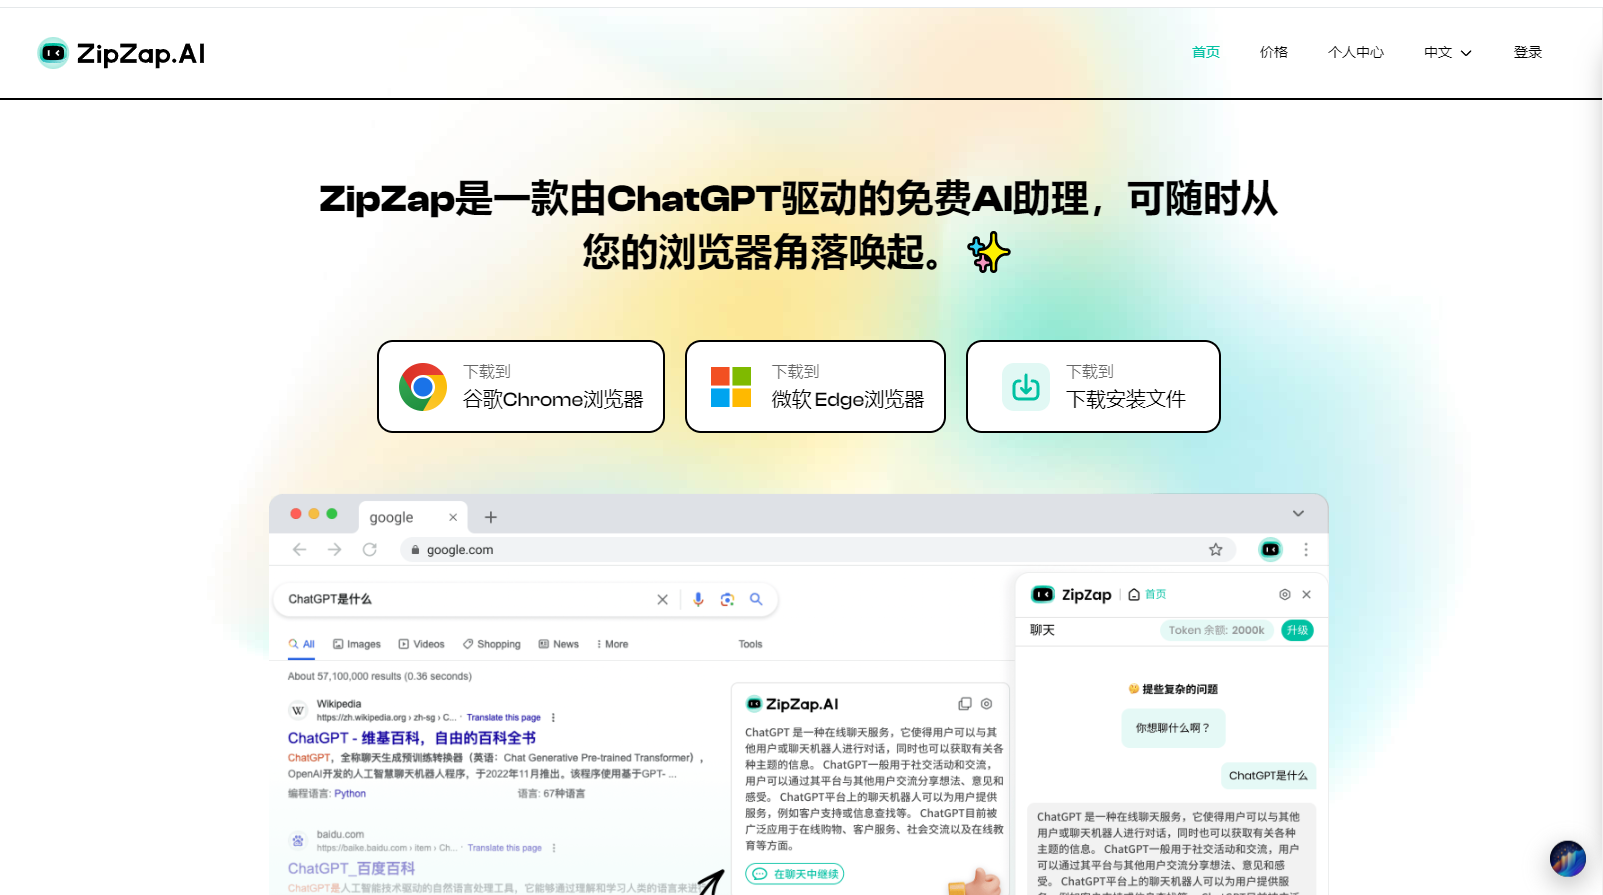 ZipZap.AI
首页 价格 个人中心 中文 登录
ZipZap是一款由ChatGPT驱动的免费AI助理，可随时从
您的浏览器角落唤起。
下载到
谷歌Chrome浏览器
下载到
微软 Edge浏览器
下载到
下载安装文件
google
google.com
ChatGPT是什么
All Images Videos Shopping News More Tools
About 57,100,000 results (0.36 seconds)
W
Wikipedia
https://zh.wikipedia.org › zh-sg › C... · Translate this page
ChatGPT - 维基百科，自由的百科全书
ChatGPT，全称聊天生成预训练转换器（英语：Chat Generative Pre-trained Transformer），
OpenAI开发的人工智慧聊天机器人程序，于2022年11月推出。该程序使用基于GPT- ...
编程语言: Python 语言: 67种语言
baidu.com
https://baike.baidu.com › item › Ch... · Translate this page
ChatGPT_百度百科
ChatGPT是人工智能技术驱动的自然语言处理工具，它能够通过理解和学习人类的语言来进
ZipZap.AI
ChatGPT 是一种在线聊天服务，它使得用户可以与其
他用户或聊天机器人进行对话，同时也可以获取有关各
种主题的信息。 ChatGPT一般用于社交活动和交流，
用户可以通过其平台与其他用户交流分享想法、意见和
感受。 ChatGPT平台上的聊天机器人可以为用户提供
服务，例如客户支持或信息查找等。 ChatGPT目前被
广泛应用于在线购物、客户服务、社会交流以及在线教
育等方面。
在聊天中继续
ZipZap 首页
聊天 Token 余额: 2000k 升级
提些复杂的问题
你想聊什么啊？
ChatGPT是什么
ChatGPT 是一种在线聊天服务，它使得用户可以与其他
用户或聊天机器人进行对话，同时也可以获取有关各种
主题的信息。 ChatGPT一般用于社交活动和交流，用户
可以通过其平台与其他用户交流分享想法、意见和感
受。 ChatGPT平台上的聊天机器人可以为用户提供服
务，例如客户支持或信息查找等。 ChatGPT目前被广泛